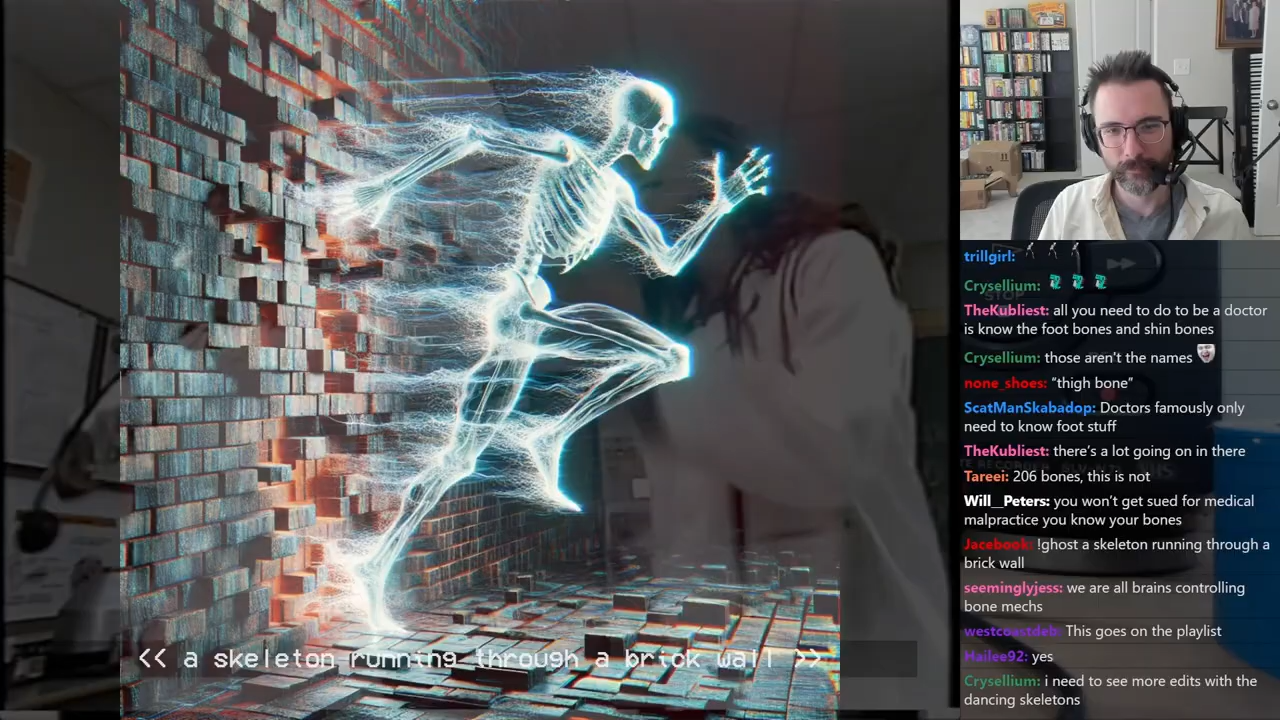 << a skeleton running through a brick wall >>
trillgirl:
Crysellium:
STOP
TheKubliest: all you need to do to be a doctor
is know the foot bones and shin bones
Crysellium: those aren't the names
none_shoes: "thigh bone"
ScatManSkabadop: Doctors famously only
need to know foot stuff
TheKubliest: there's a lot going on in there
Tareei: 206 bones, this is not
Will__Peters: you won't get sued for medical
malpractice you know your bones
Jacebook: !ghost a skeleton running through a
brick wall
seeminglyjess: we are all brains controlling
bone mechs
westcoastdeb: This goes on the playlist
Hailee92: yes
Crysellium: i need to see more edits with the
dancing skeletons